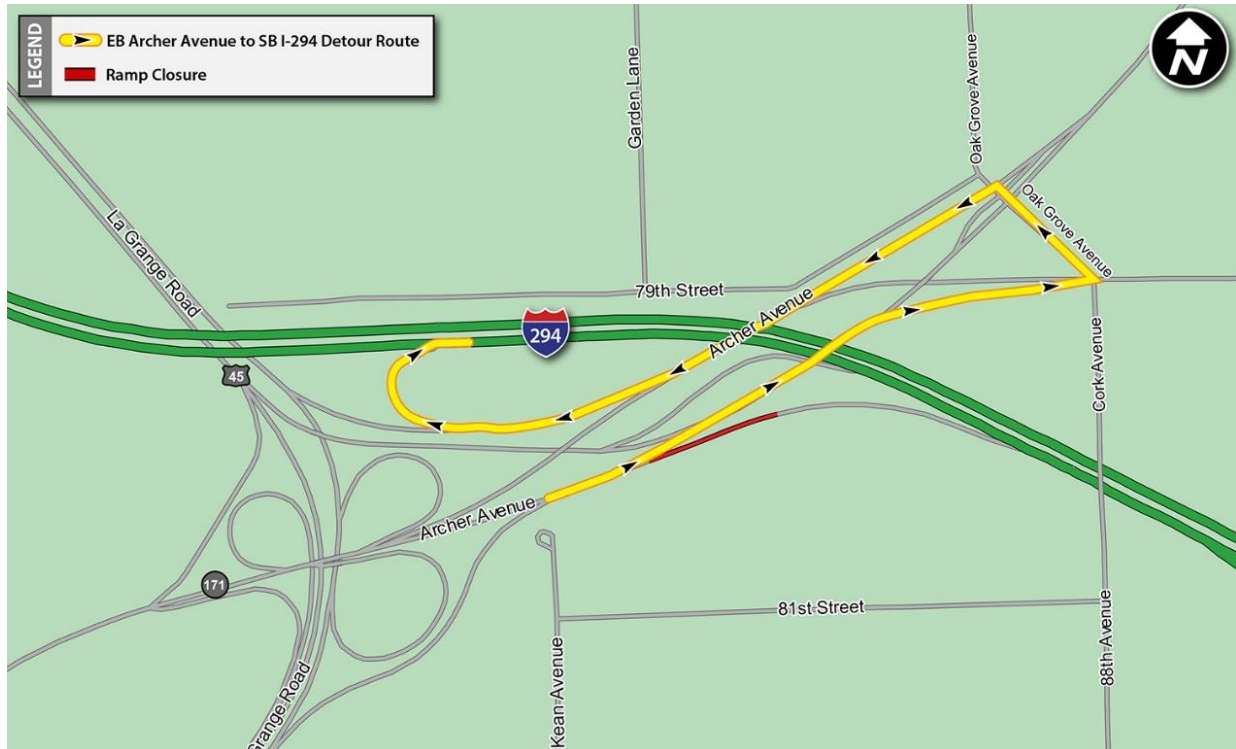 LEGEND
EB Archer Avenue to SB I-294 Detour Route
Ramp Closure
N
Garden Lane
Oak Grove Avenue
Oak Grove Avenue
La Grange Road
79th Street
294
Archer Avenue
45
Cork Avenue
Archer Avenue
171
81st Street
88th Avenue
Kean Avenue
Grange Road